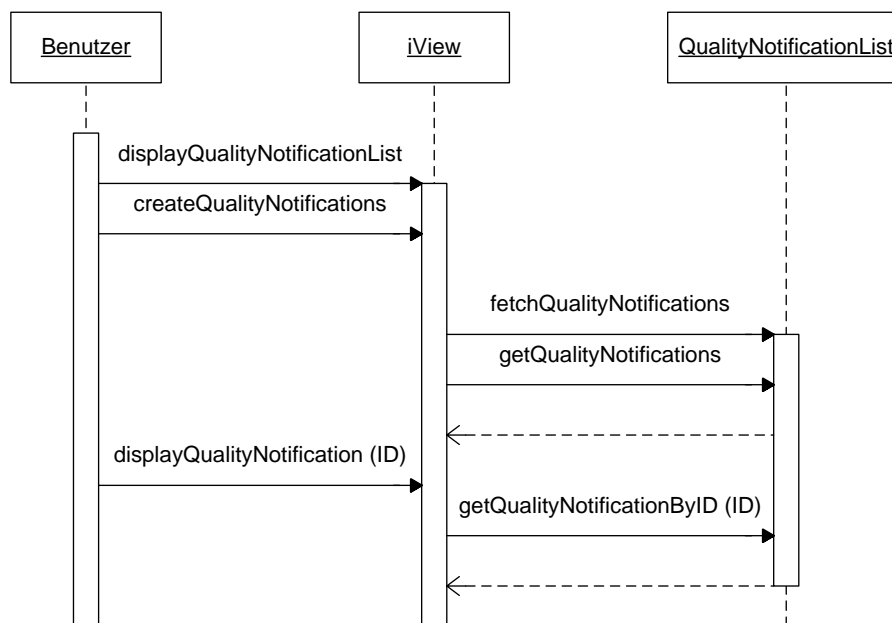 Benutzer
iView
QualityNotificationList
displayQualityNotificationList
createQualityNotifications
fetchQualityNotifications
getQualityNotifications
displayQualityNotification (ID)
getQualityNotificationByID (ID)